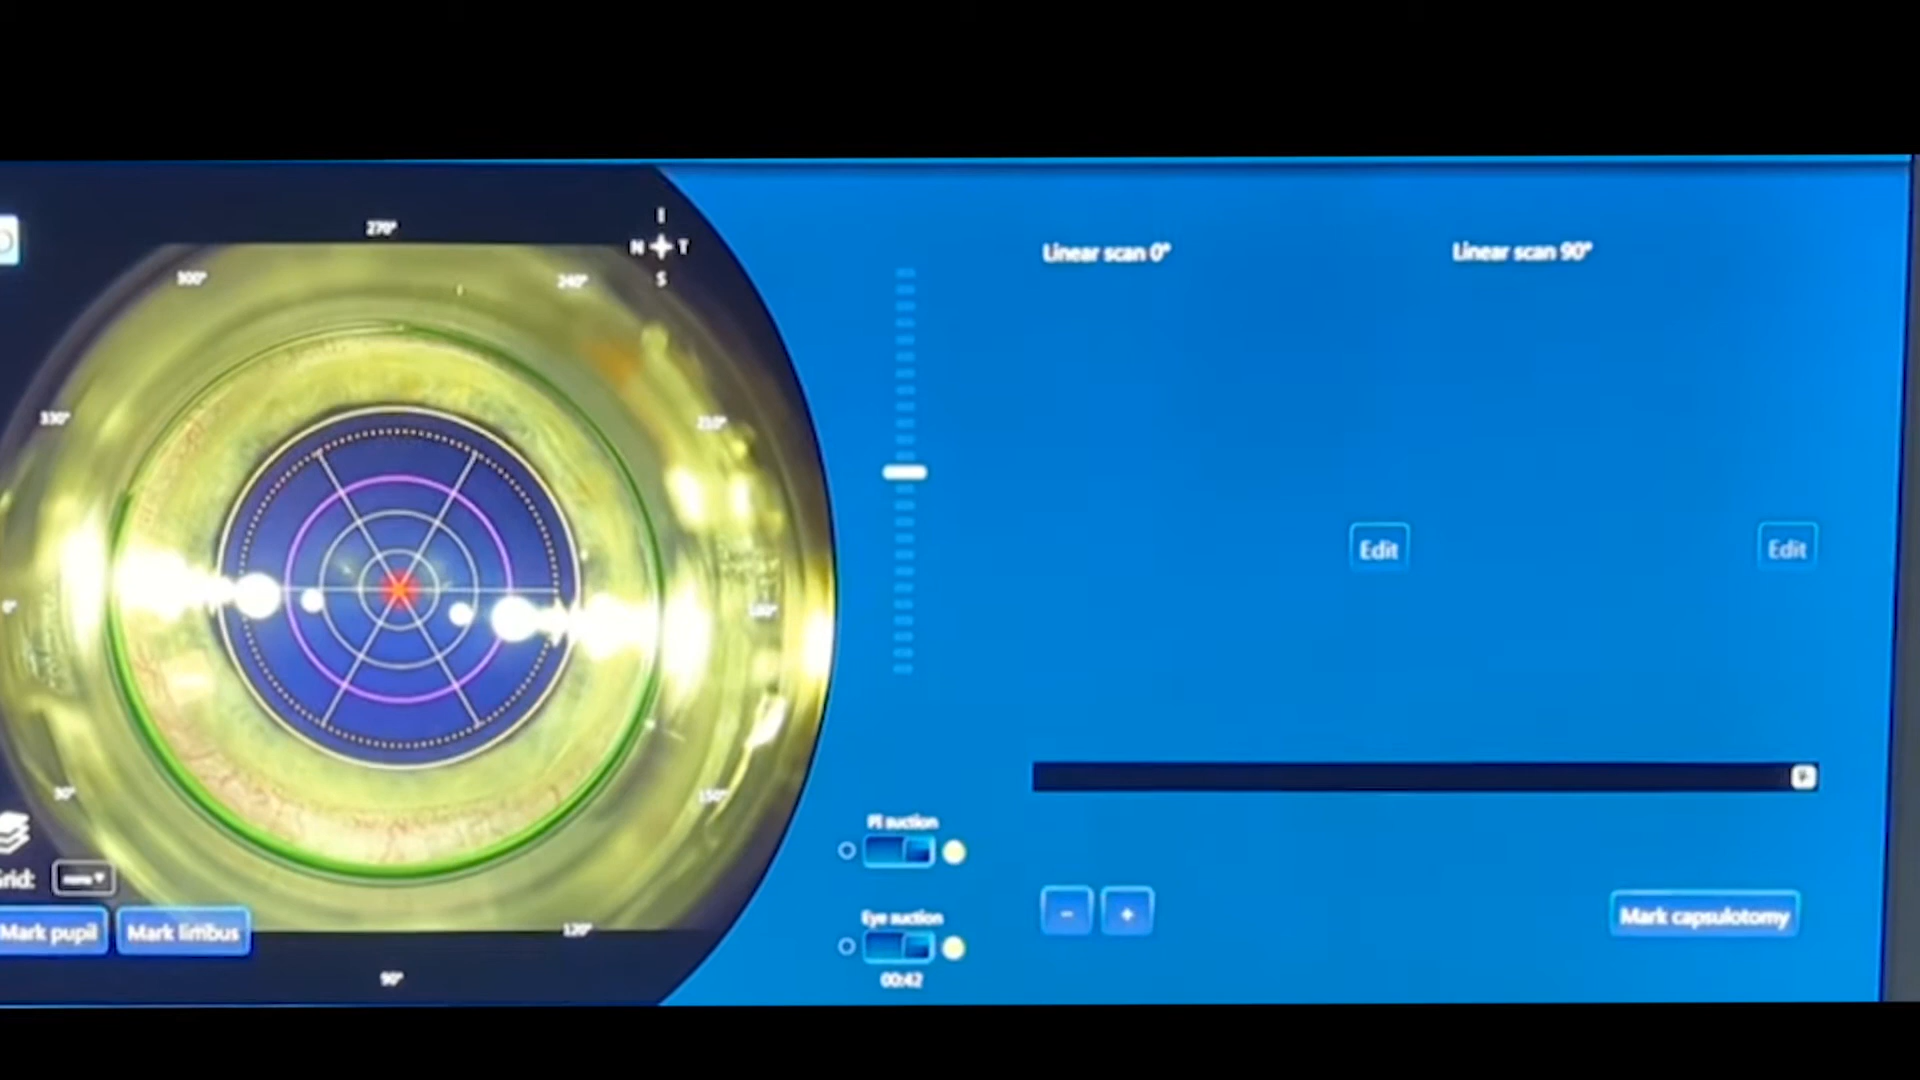 270°
I
N T
S
300°
240°
Linear scan 0°
Linear scan 90°
330°
210°
Edit
Edit
0°
180°
30°
150°
PI suction
Grid:
Eye suction
- +
Mark capsulotomy
Mark pupil
Mark limbus
120°
90°
00:42